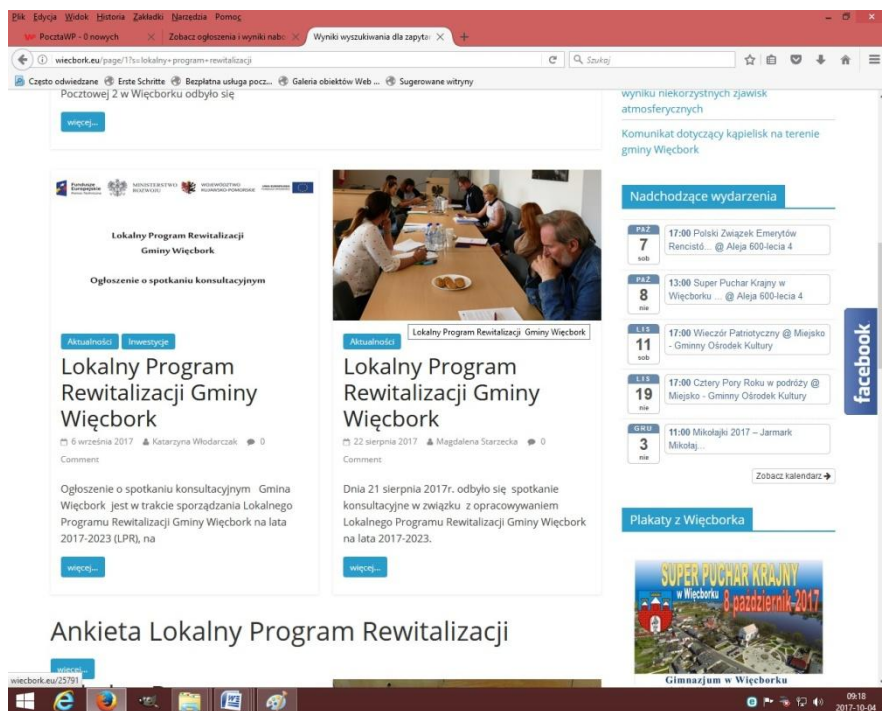 Plik Edycja Widok Historia Zakładki Narzędzia Pomoc
PocztaWP - 0 nowych
Zobacz ogłoszenia i wyniki nabo
Wyniki wyszukiwania dla zapytan
wiecbork.eu/page/1?s=lokalny+program+rewitalizacji
Szukaj
Często odwiedzane Erste Schritte Bezpłatna usługa pocz... Galeria obiektów Web ... Sugerowane witryny
Pocztowej 2 w Więcborku odbyło się
więcej...
Fundusze
Europejskie
MINISTERSTWO
ROZWOJU
WOJEWÓDZTWO
KUJAWSKO-POMORSKIE
Lokalny Program Rewitalizacji
Gminy Więcbork
Ogłoszenie o spotkaniu konsultacyjnym
Aktualności Inwestycje
Lokalny Program
Rewitalizacji Gminy
Więcbork
6 września 2017 Katarzyna Włodarczak 0
Comment
Ogłoszenie o spotkaniu konsultacyjnym Gmina
Więcbork jest w trakcie sporządzania Lokalnego
Programu Rewitalizacji Gminy Więcbork na lata
2017-2023 (LPR), na
więcej...
Lokalny Program Rewitalizacji Gminy Więcbork
Aktualności
Lokalny Program
Rewitalizacji Gminy
Więcbork
22 sierpnia 2017 Magdalena Starzecka 0
Comment
Dnia 21 sierpnia 2017r. odbyło się spotkanie
konsultacyjne w związku z opracowywaniem
Lokalnego Programu Rewitalizacji Gminy Więcbork
na lata 2017-2023.
więcej...
Ankieta Lokalny Program Rewitalizacji
więcej...
wiecbork.eu/25791
wyniku niekorzystnych zjawisk
atmosferycznych
Komunikat dotyczący kąpielisk na terenie
gminy Więcbork
Nadchodzące wydarzenia
PAŹ
7
sob
17:00 Polski Związek Emerytów
Rencistó... @ Aleja 600-lecia 4
PAŹ
8
nie
13:00 Super Puchar Krajny w
Więcborku ... @ Aleja 600-lecia 4
LIS
11
sob
17:00 Wieczór Patriotyczny @ Miejsko
- Gminny Ośrodek Kultury
LIS
19
nie
17:00 Cztery Pory Roku w podróży @
Miejsko - Gminny Ośrodek Kultury
GRU
3
nie
11:00 Mikołajki 2017 – Jarmark
Mikołaj...
Zobacz kalendarz
facebook
Plakaty z Więcborka
SUPER PUCHAR KRAJNY
w Więcborku 8 październik 2017
Gimnazjum w Więcborku
09:18
2017-10-04